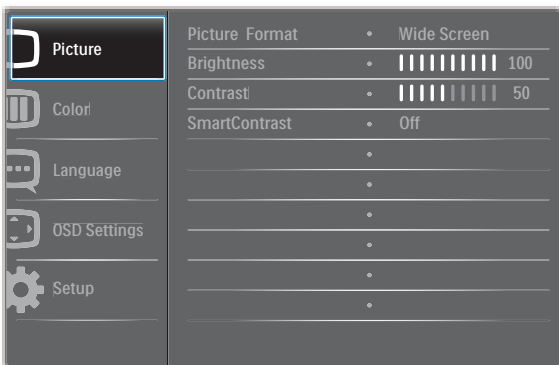 Picture
Color
Language
OSD Settings
Setup
Picture Format • Wide Screen
Brightness • 100
Contrast • 50
SmartContrast • Off